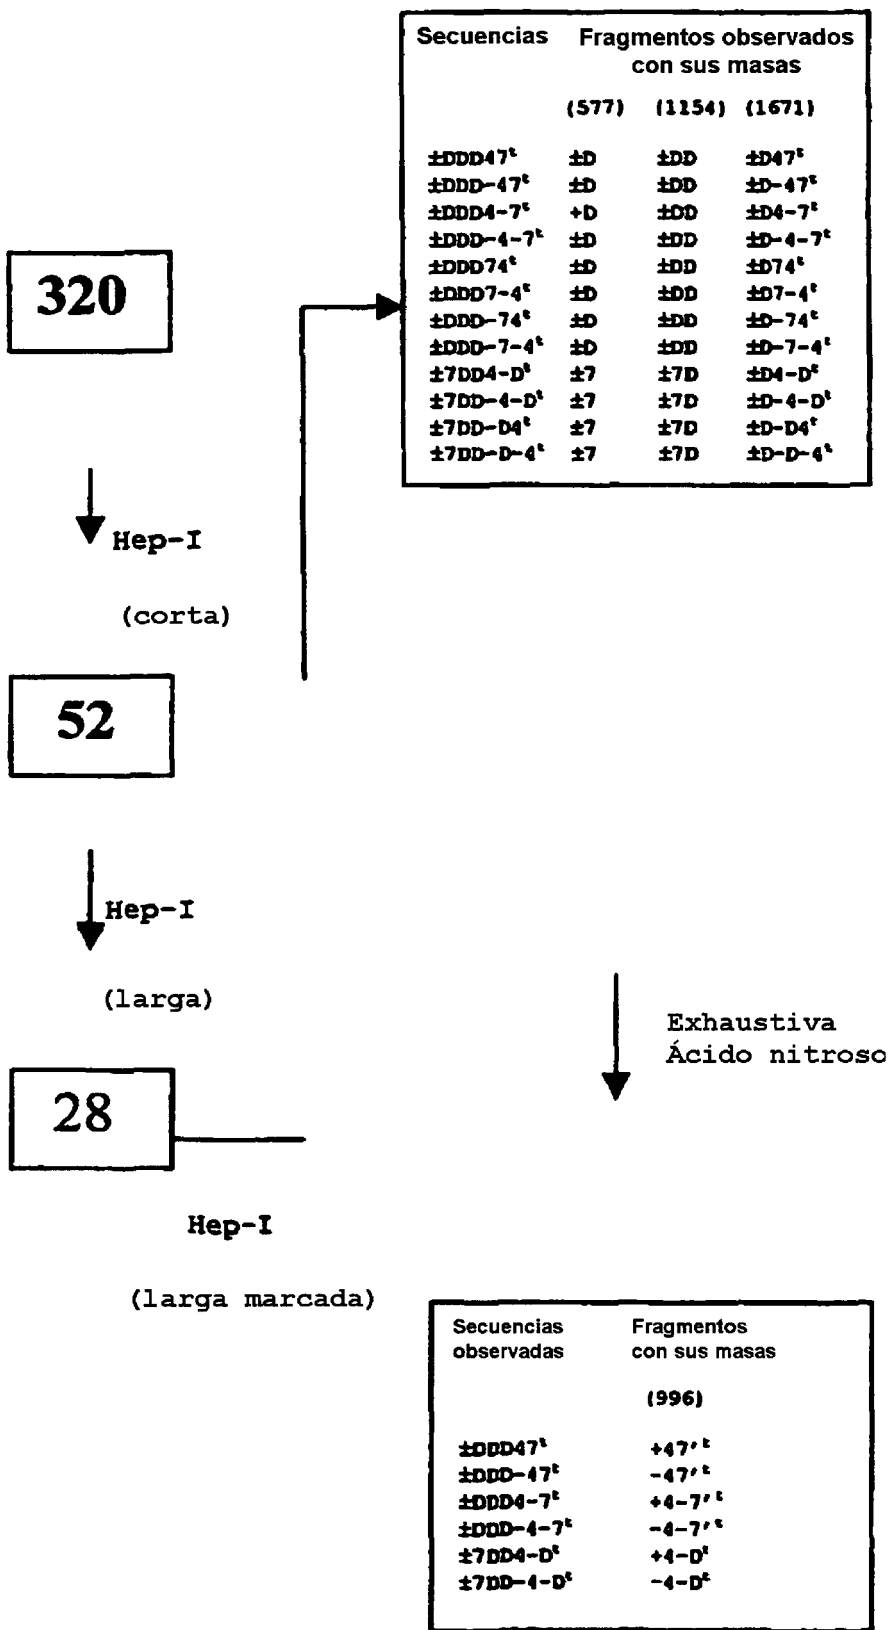 Secuencias Fragmentos observados
con sus masas
(577) (1154) (1671)
±DDD47ᵗ ±D ±DD ±D47ᵗ
±DDD-47ᵗ ±D ±DD ±D-47ᵗ
±DDD4-7ᵗ +D ±DD ±D4-7ᵗ
±DDD-4-7ᵗ ±D ±DD ±D-4-7ᵗ
±DDD74ᵗ ±D ±DD ±D74ᵗ
±DDD7-4ᵗ ±D ±DD ±D7-4ᵗ
±DDD-74ᵗ ±D ±DD ±D-74ᵗ
±DDD-7-4ᵗ ±D ±DD ±D-7-4ᵗ
±7DD4-Dᵗ ±7 ±7D ±D4-Dᵗ
±7DD-4-Dᵗ ±7 ±7D ±D-4-Dᵗ
±7DD-D4ᵗ ±7 ±7D ±D-D4ᵗ
±7DD-D-4ᵗ ±7 ±7D ±D-D-4ᵗ
320
Hep-I
(corta)
52
Hep-I
(larga)
Exhaustiva
Ácido nitroso
28
Hep-I
(larga marcada)
Secuencias Fragmentos
observadas con sus masas
(996)
±DDD47ᵗ +47'ᵗ
±DDD-47ᵗ -47'ᵗ
±DDD4-7ᵗ +4-7'ᵗ
±DDD-4-7ᵗ -4-7'ᵗ
±7DD4-Dᵗ +4-Dᵗ
±7DD-4-Dᵗ -4-Dᵗ